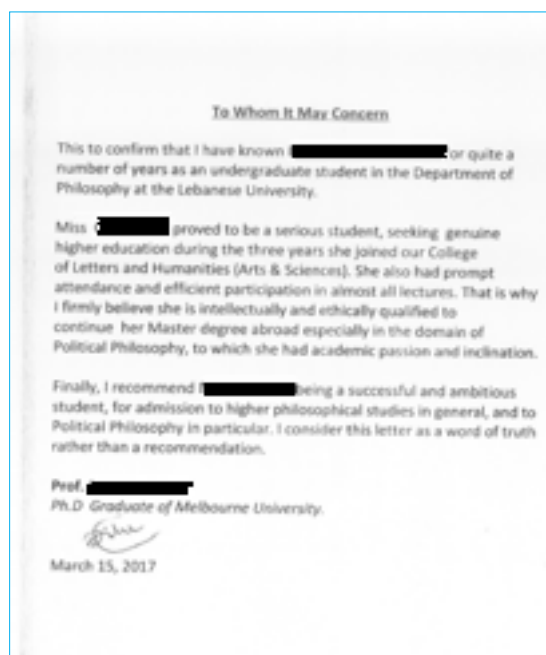 To Whom It May Concern
This to confirm that I have known or quite a
number of years as an undergraduate student in the Department of
Philosophy at the Lebanese University.
Miss proved to be a serious student, seeking genuine
higher education during the three years she joined our College
of Letters and Humanities (Arts & Sciences). She also had prompt
attendance and efficient participation in almost all lectures. That is why
I firmly believe she is intellectually and ethically qualified to
continue her Master degree abroad especially in the domain of
Political Philosophy, to which she had academic passion and inclination.
Finally, I recommend being a successful and ambitious
student, for admission to higher philosophical studies in general, and to
Political Philosophy in particular. I consider this letter as a word of truth
rather than a recommendation.
Prof.
Ph.D Graduate of Melbourne University.
March 15, 2017